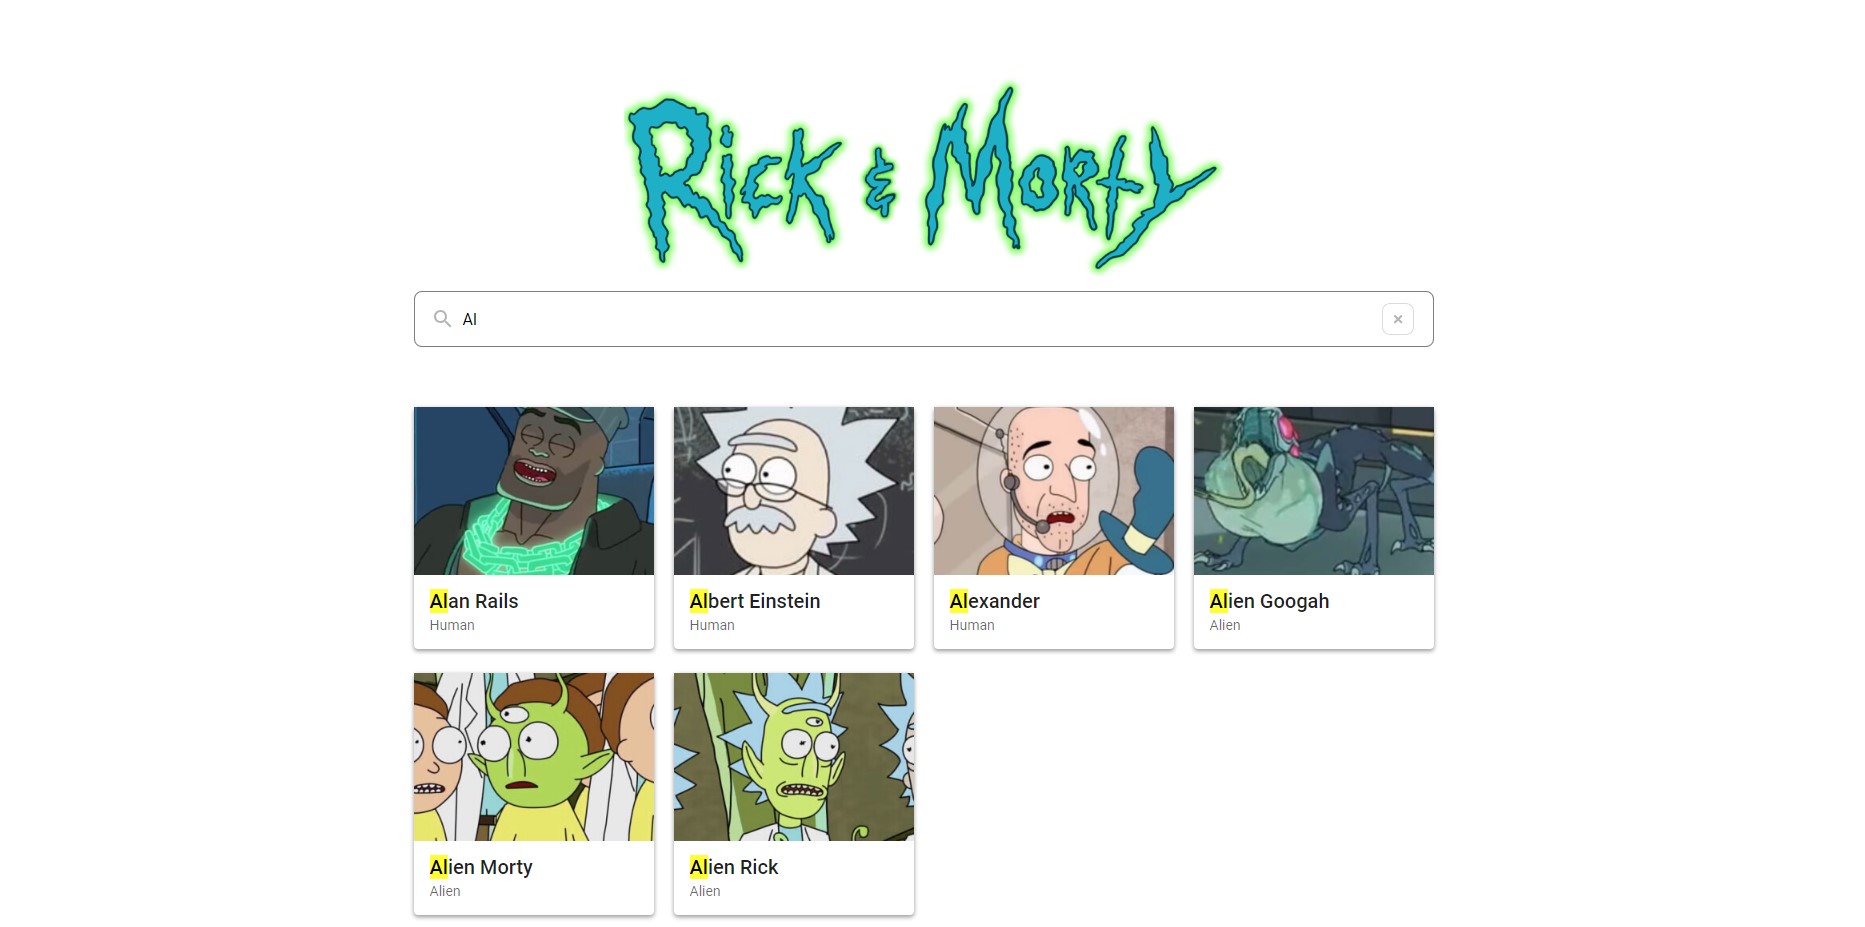 Rick & Morty
Al
Alan Rails
Human
Albert Einstein
Human
Alexander
Human
Alien Googah
Alien
Alien Morty
Alien
Alien Rick
Alien